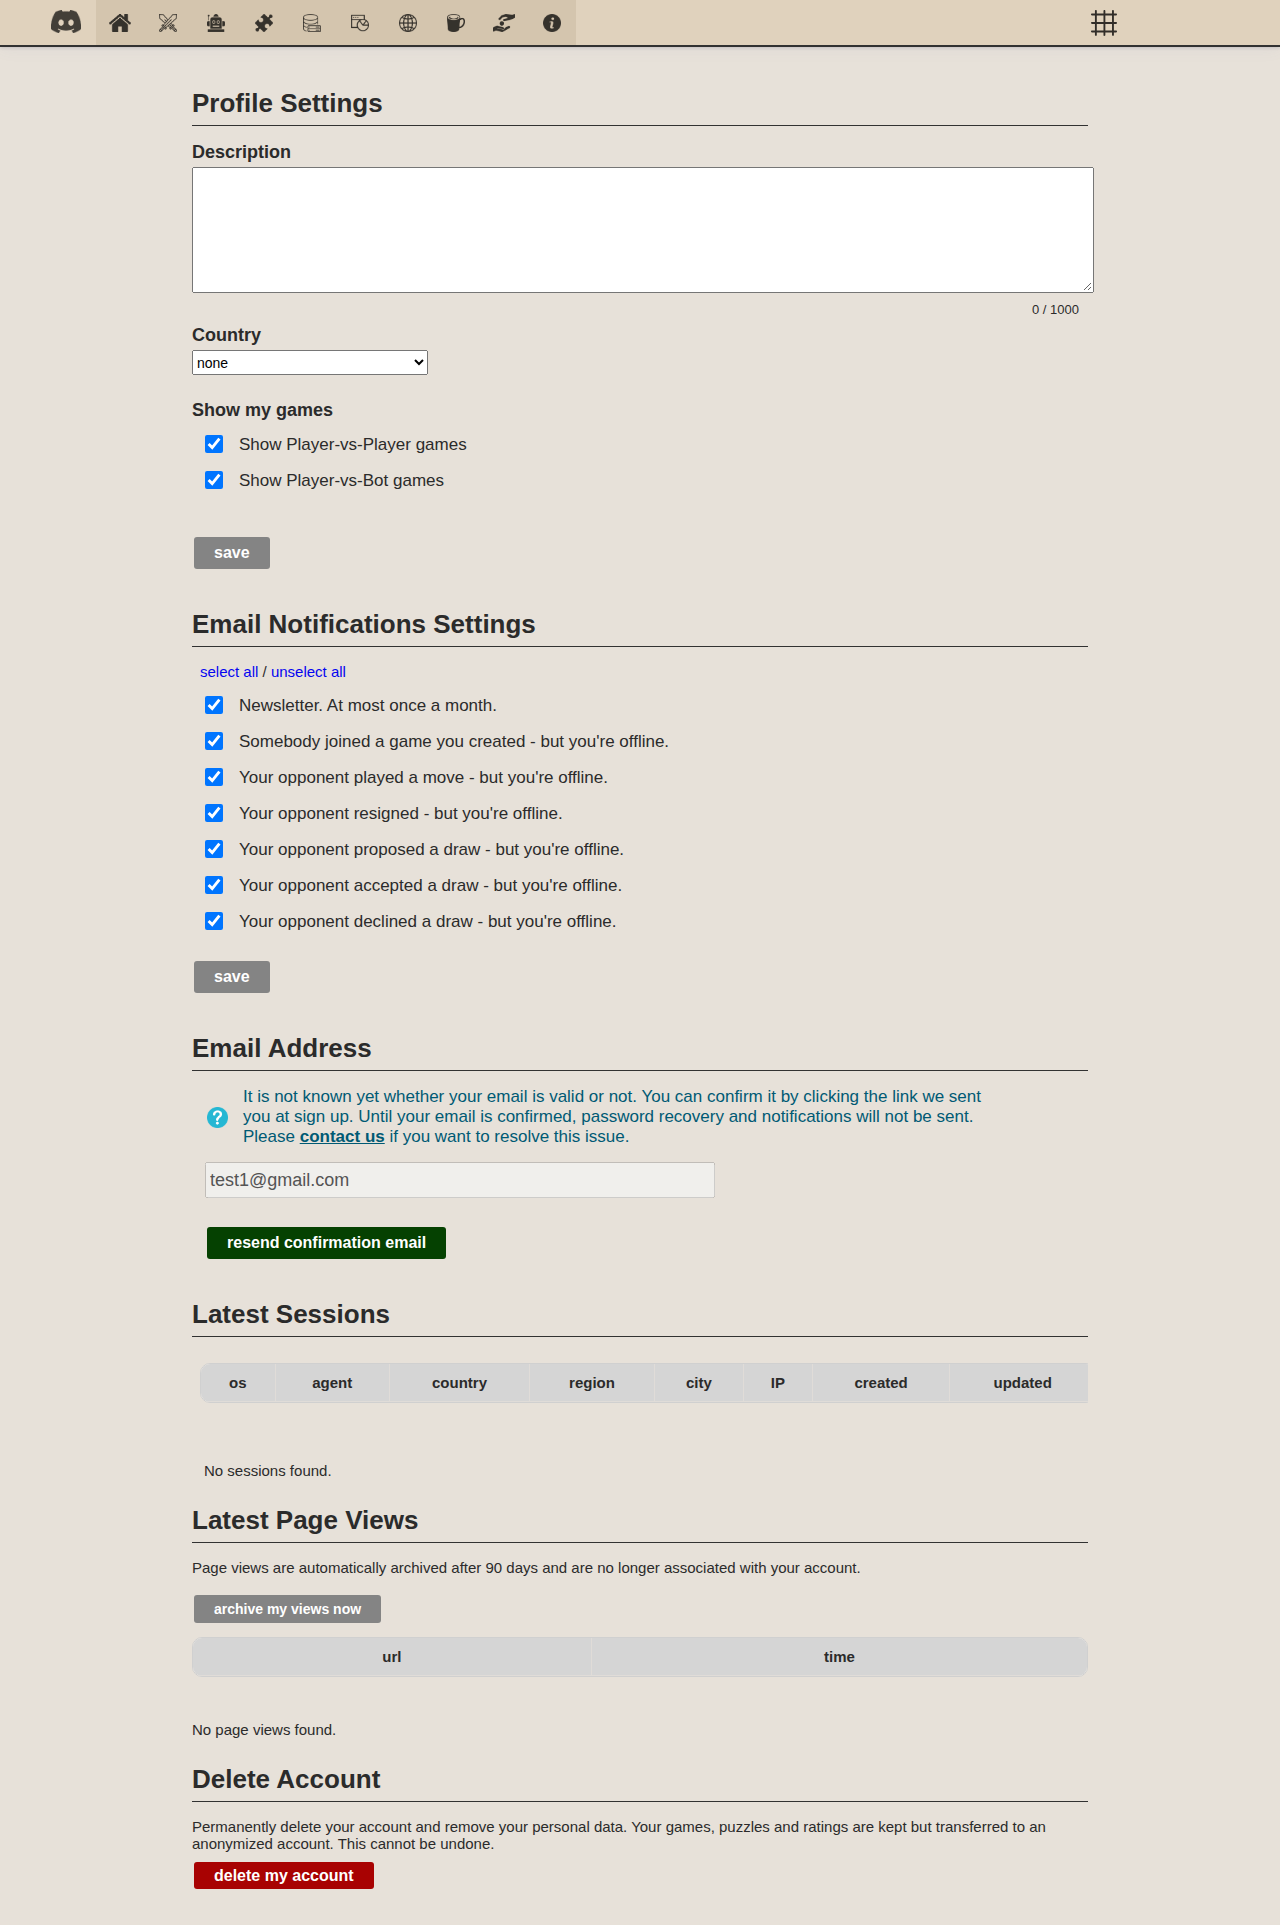 Profile Settings
Description
0 / 1000
Country
none
Show my games
Show Player-vs-Player games
Show Player-vs-Bot games
save
Email Notifications Settings
select all / unselect all
Newsletter. At most once a month.
Somebody joined a game you created - but you're offline.
Your opponent played a move - but you're offline.
Your opponent resigned - but you're offline.
Your opponent proposed a draw - but you're offline.
Your opponent accepted a draw - but you're offline.
Your opponent declined a draw - but you're offline.
save
Email Address
It is not known yet whether your email is valid or not. You can confirm it by clicking the link we sent
you at sign up. Until your email is confirmed, password recovery and notifications will not be sent.
Please contact us if you want to resolve this issue.
test1@gmail.com
resend confirmation email
Latest Sessions
os agent country region city IP created updated
No sessions found.
Latest Page Views
Page views are automatically archived after 90 days and are no longer associated with your account.
archive my views now
url time
No page views found.
Delete Account
Permanently delete your account and remove your personal data. Your games, puzzles and ratings are kept but transferred to an
anonymized account. This cannot be undone.
delete my account